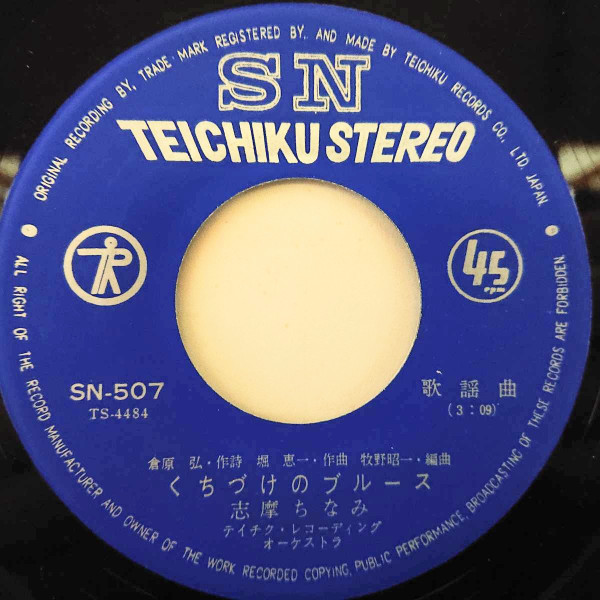 ORIGINAL RECORDING BY, TRADE-MARK REGISTERED BY. AND MADE BY TEICHIKU RECORDS CO., LTD. JAPAN.
SN
TEICHIKU STEREO
45
rpm
SN-507
TS-4484
歌謡曲
(3:09)
倉原 弘・作詩 堀 恵一・作曲 牧野昭一・編曲
くちづけのブルース
志摩ちなみ
テイチク・レコーディング
オーケストラ
ALL RIGHT OF THE RECORD MANUFACTURER AND OWNER OF THE WORK RECORDED COPYING, PUBLIC PERFORMANCE, BROADCASTING OF THESE RECORDS ARE FORBIDDEN.